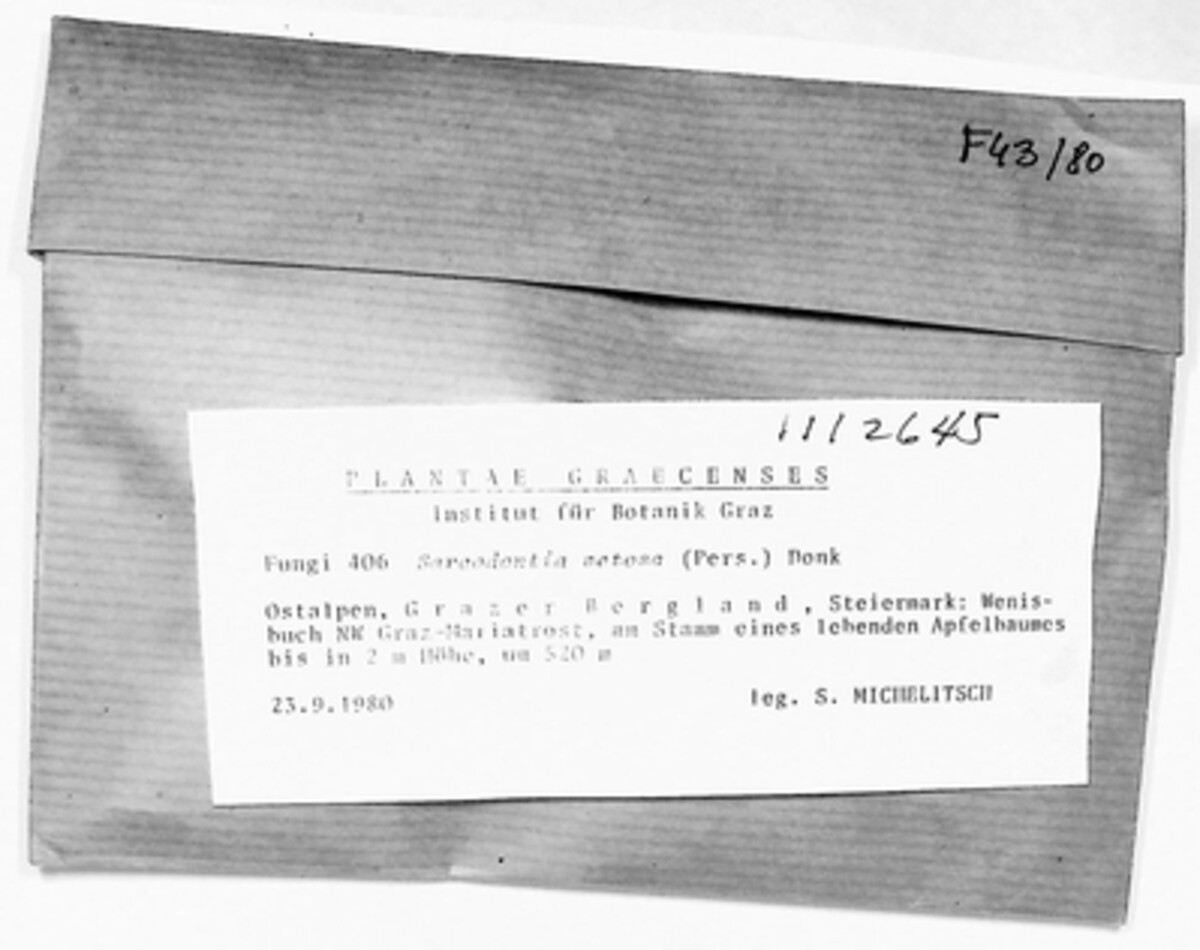 F43/80
1112645
PLANTAE GRAECENSES
Institut für Botanik Graz
Fungi 406 Sarcodontia setosa (Pers.) Donk
Ostalpen, Grazer Bergland, Steiermark: Wenis-
buch NW Graz-Mariatrost, am Stamm eines lebenden Apfelbaumes
bis in 2 m Höhe, um 520 m
23.9.1980 leg. S. MICHELITSCH